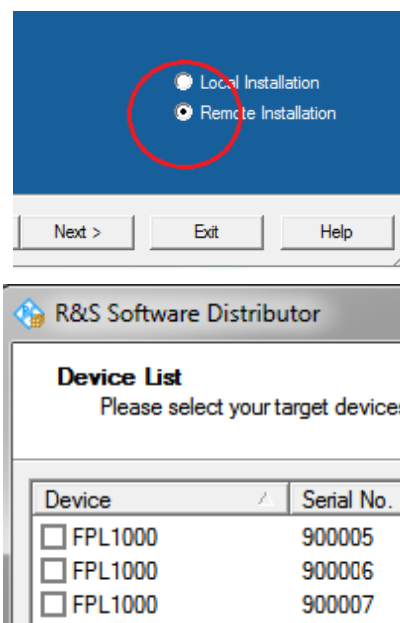 Local Installation
Remote Installation
Next > Exit Help
R&S Software Distributor
Device List
Please select your target devices
Device Serial No.
FPL1000 900005
FPL1000 900006
FPL1000 900007